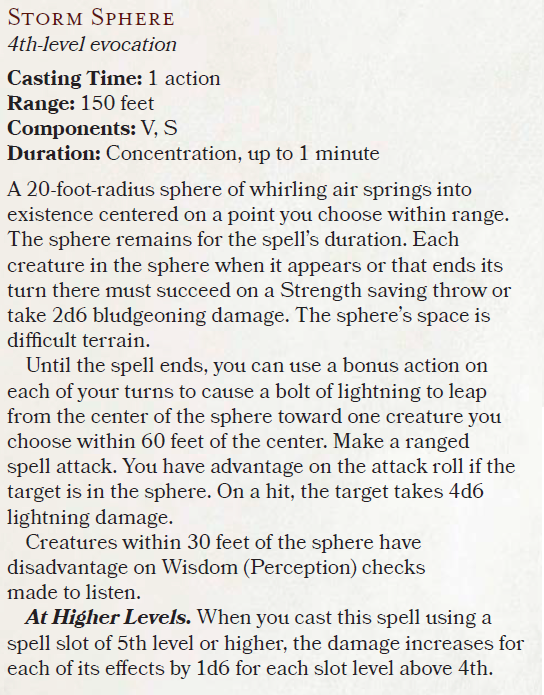 STORM SPHERE
4th-level evocation
Casting Time: 1 action
Range: 150 feet
Components: V, S
Duration: Concentration, up to 1 minute
A 20-foot-radius sphere of whirling air springs into
existence centered on a point you choose within range.
The sphere remains for the spell's duration. Each
creature in the sphere when it appears or that ends its
turn there must succeed on a Strength saving throw or
take 2d6 bludgeoning damage. The sphere's space is
difficult terrain.
Until the spell ends, you can use a bonus action on
each of your turns to cause a bolt of lightning to leap
from the center of the sphere toward one creature you
choose within 60 feet of the center. Make a ranged
spell attack. You have advantage on the attack roll if the
target is in the sphere. On a hit, the target takes 4d6
lightning damage.
Creatures within 30 feet of the sphere have
disadvantage on Wisdom (Perception) checks
made to listen.
At Higher Levels. When you cast this spell using a
spell slot of 5th level or higher, the damage increases for
each of its effects by 1d6 for each slot level above 4th.